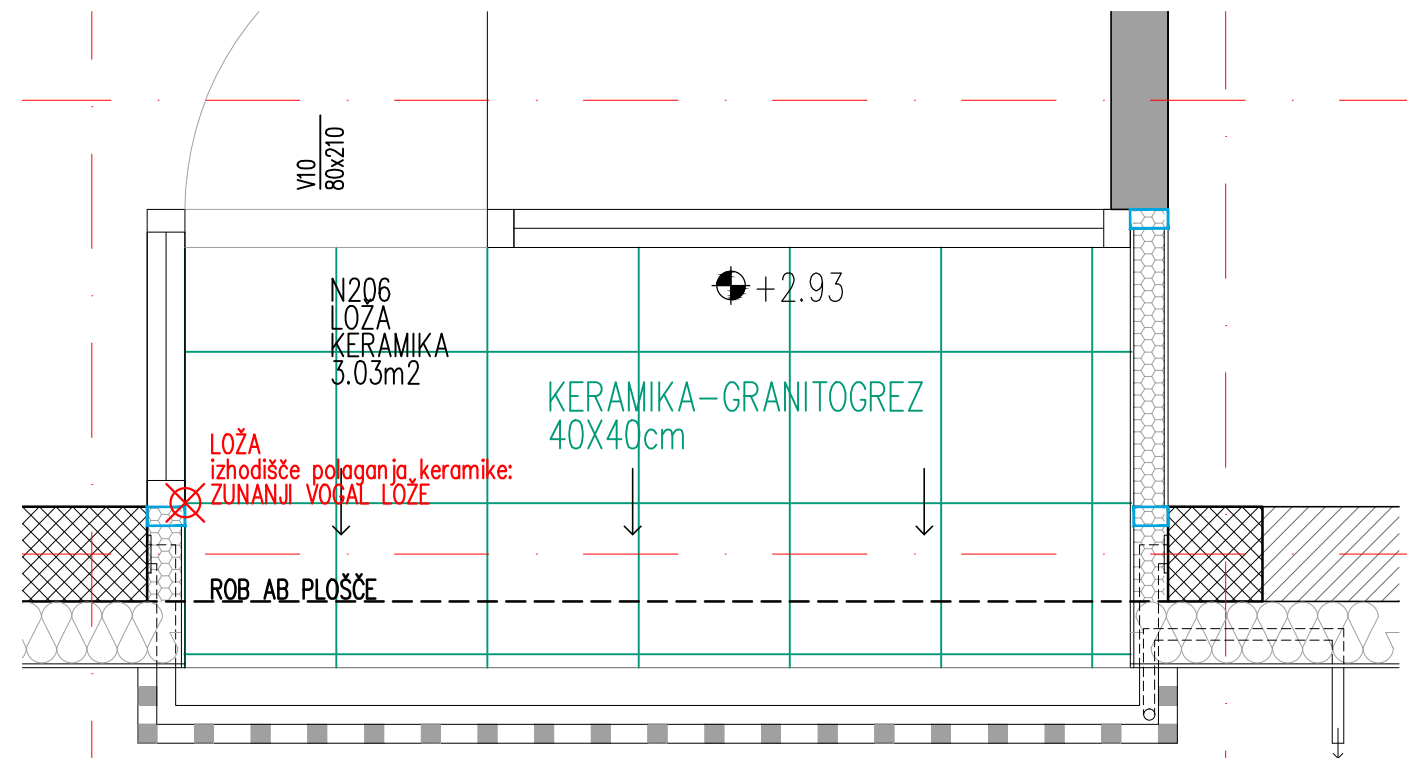 V10
80x210
N206
LOŽA
KERAMIKA
3.03m2
+2.93
KERAMIKA-GRANITOGREZ
40X40cm
LOŽA
izhodišče polaganja keramike:
ZUNANJI VOGAL LOŽE
ROB AB PLOŠČE